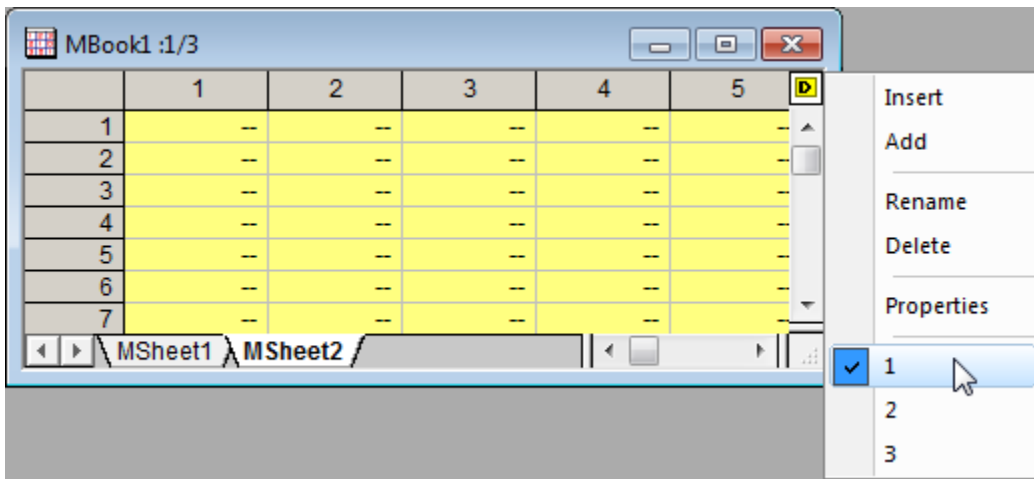 MBook1 :1/3
1 2 3 4 5 D
1 -- -- -- -- --
2 -- -- -- -- --
3 -- -- -- -- --
4 -- -- -- -- --
5 -- -- -- -- --
6 -- -- -- -- --
7 -- -- -- -- --
MSheet1 MSheet2
Insert
Add
Rename
Delete
Properties
1
2
3